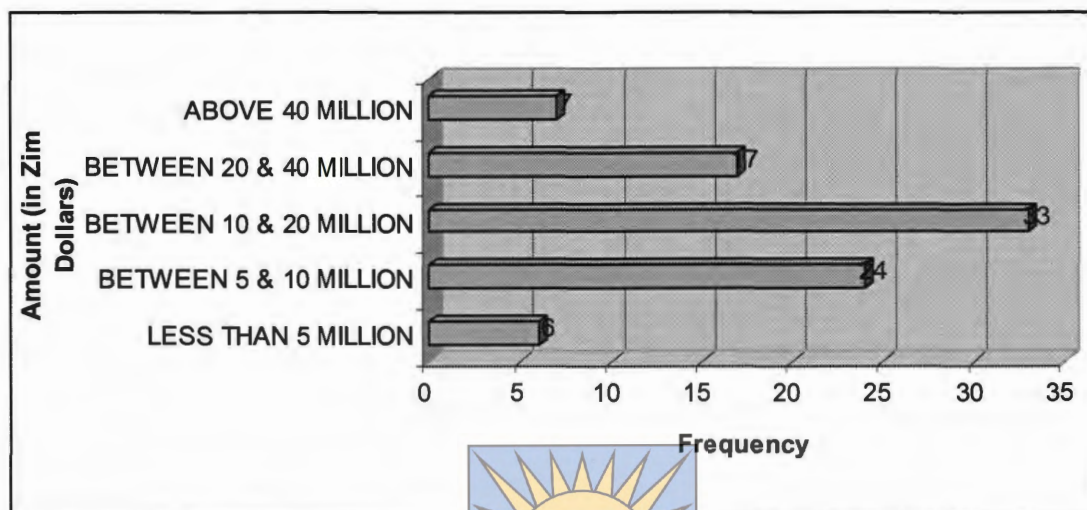 Amount (in Zim
Dollars)
ABOVE 40 MILLION
7
BETWEEN 20 & 40 MILLION
17
BETWEEN 10 & 20 MILLION
33
BETWEEN 5 & 10 MILLION
24
LESS THAN 5 MILLION
6
0 5 10 15 20 25 30 35
Frequency